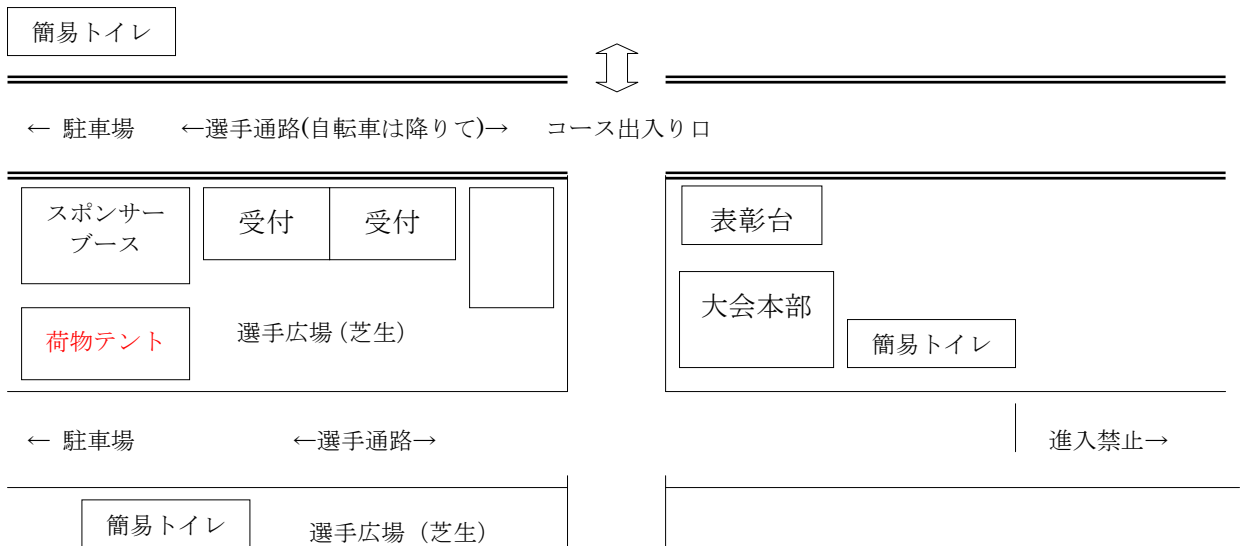 簡易トイレ
← 駐車場 ←選手通路(自転車は降りて)→ コース出入り口
スポンサー
ブース
受付
受付
表彰台
荷物テント
選手広場 (芝生)
大会本部
簡易トイレ
← 駐車場 ←選手通路→ 進入禁止→
簡易トイレ
選手広場 (芝生)